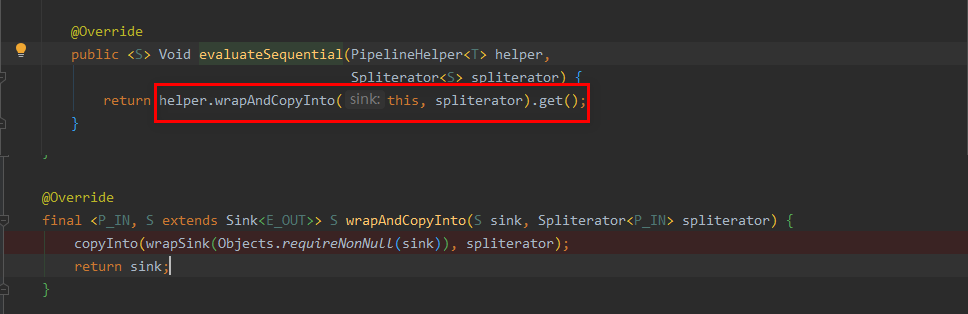 @Override
public <S> Void evaluateSequential(PipelineHelper<T> helper,
Spliterator<S> spliterator) {
return helper.wrapAndCopyInto( sink: this, spliterator).get();
}
}
@Override
final <P_IN, S extends Sink<E_OUT>> S wrapAndCopyInto(S sink, Spliterator<P_IN> spliterator) {
copyInto(wrapSink(Objects.requireNonNull(sink)), spliterator);
return sink;
}